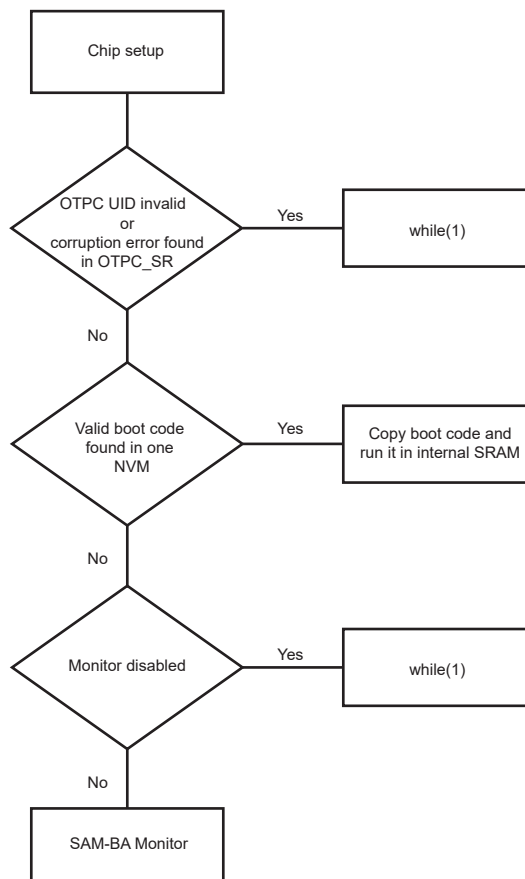 Chip setup
OTPC UID invalid
or
corruption error found
in OTPC_SR
Yes
while(1)
No
Valid boot code
found in one
NVM
Yes
Copy boot code and
run it in internal SRAM
No
Monitor disabled
Yes
while(1)
No
SAM-BA Monitor